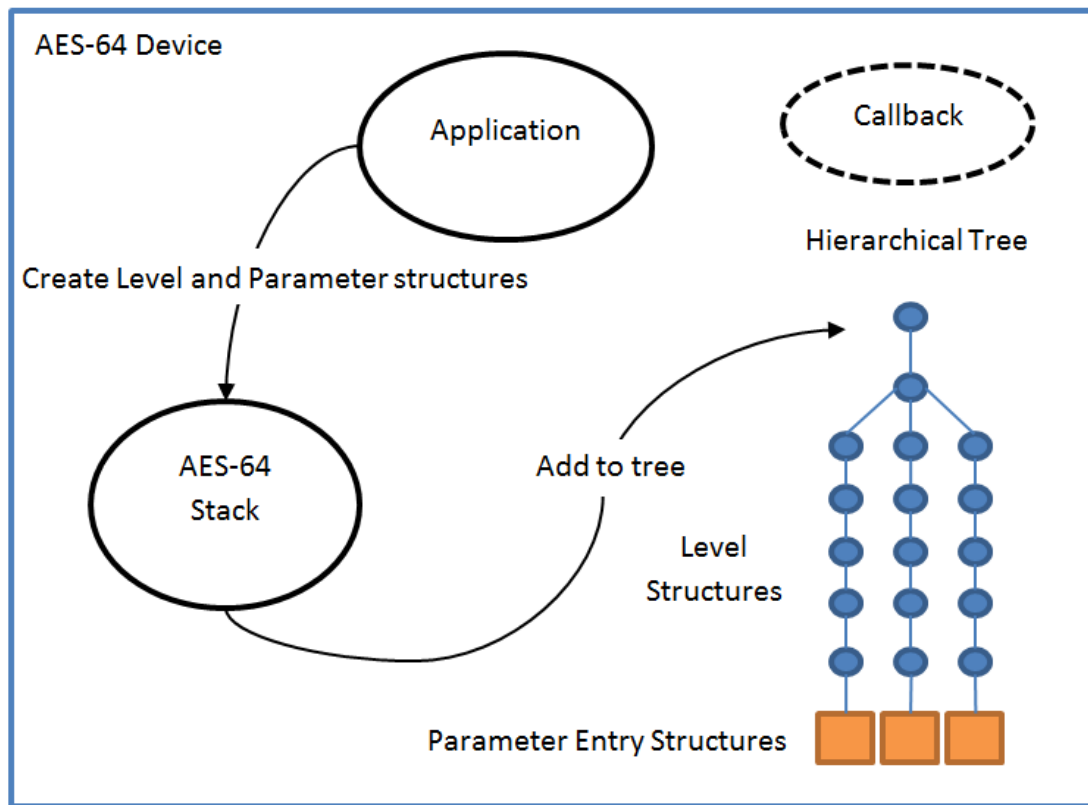 AES-64 Device
Application
Callback
Hierarchical Tree
Create Level and Parameter structures
AES-64
Stack
Add to tree
Level
Structures
Parameter Entry Structures